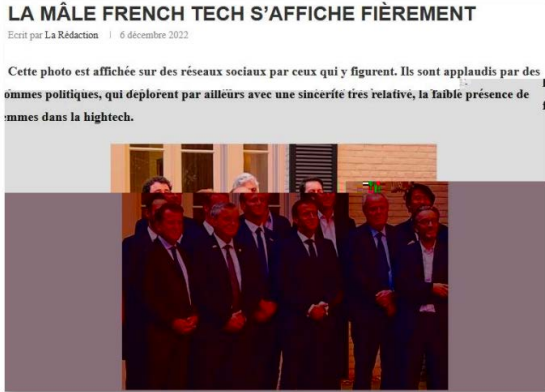 LA MÂLE FRENCH TECH S’AFFICHE FIÈREMENT
Ecrit par La Rédaction | 6 décembre 2022
Cette photo est affichée sur des réseaux sociaux par ceux qui y figurent. Ils sont applaudis par des
ommes politiques, qui déplorent par ailleurs avec une sincérité très relative, la faible présence de
emmes dans la hightech.